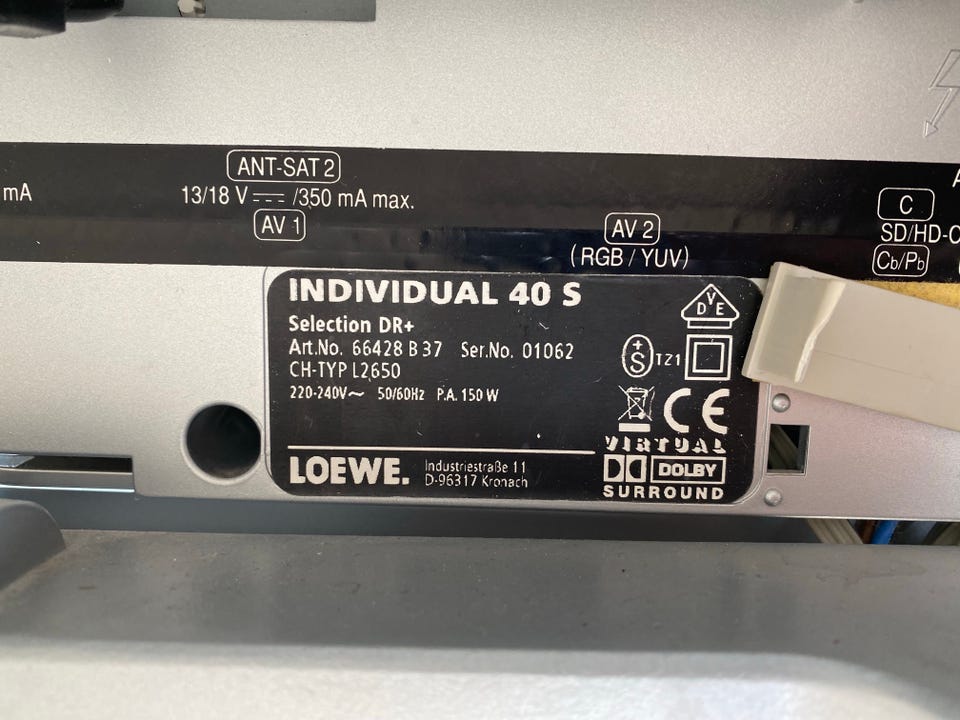 ANT-SAT 2
mA
13/18 V ⎓ /350 mA max.
AV 1
AV 2
(RGB / YUV)
C
SD/HD-C
Cb/Pb
INDIVIDUAL 40 S
Selection DR+
Art.No. 66428 B 37 Ser.No. 01062
CH-TYP L2650
220-240V~ 50/60Hz P.A. 150 W
DVE
+S TZ1
CE
VIRTUAL
DOLBY
SURROUND
LOEWE.
Industriestraße 11
D-96317 Kronach